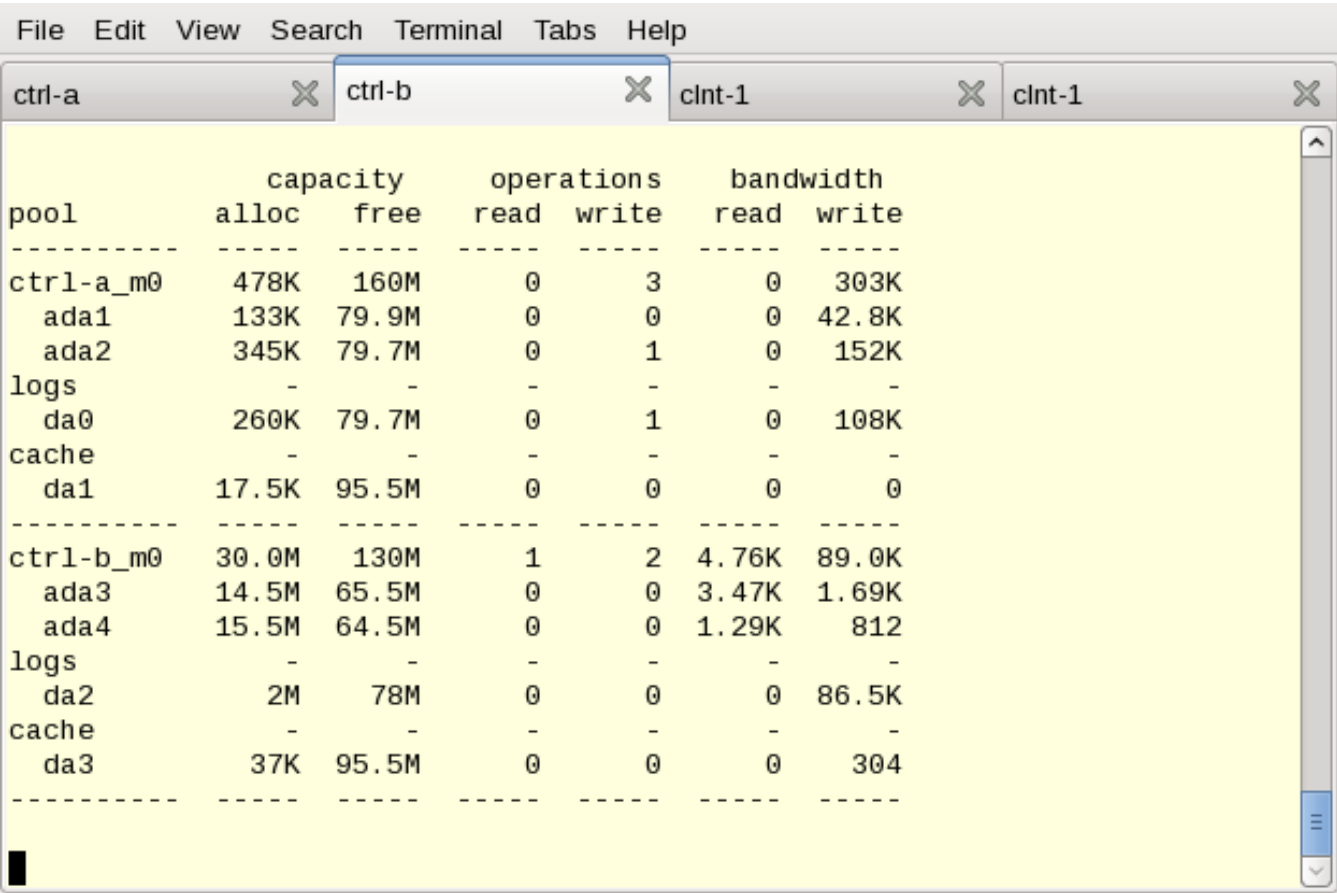 File Edit View Search Terminal Tabs Help
ctrl-a ctrl-b clnt-1 clnt-1
               capacity     operations    bandwidth
pool        alloc   free   read  write   read  write
----------  -----  -----  -----  -----  -----  -----
ctrl-a_m0    478K   160M      0      3      0   303K
  ada1       133K  79.9M      0      0      0  42.8K
  ada2       345K  79.7M      0      1      0   152K
logs            -      -      -      -      -      -
  da0        260K  79.7M      0      1      0   108K
cache           -      -      -      -      -      -
  da1       17.5K  95.5M      0      0      0      0
----------  -----  -----  -----  -----  -----  -----
ctrl-b_m0   30.0M   130M      1      2  4.76K  89.0K
  ada3      14.5M  65.5M      0      0  3.47K  1.69K
  ada4      15.5M  64.5M      0      0  1.29K    812
logs            -      -      -      -      -      -
  da2          2M    78M      0      0      0  86.5K
cache           -      -      -      -      -      -
  da3         37K  95.5M      0      0      0    304
----------  -----  -----  -----  -----  -----  -----